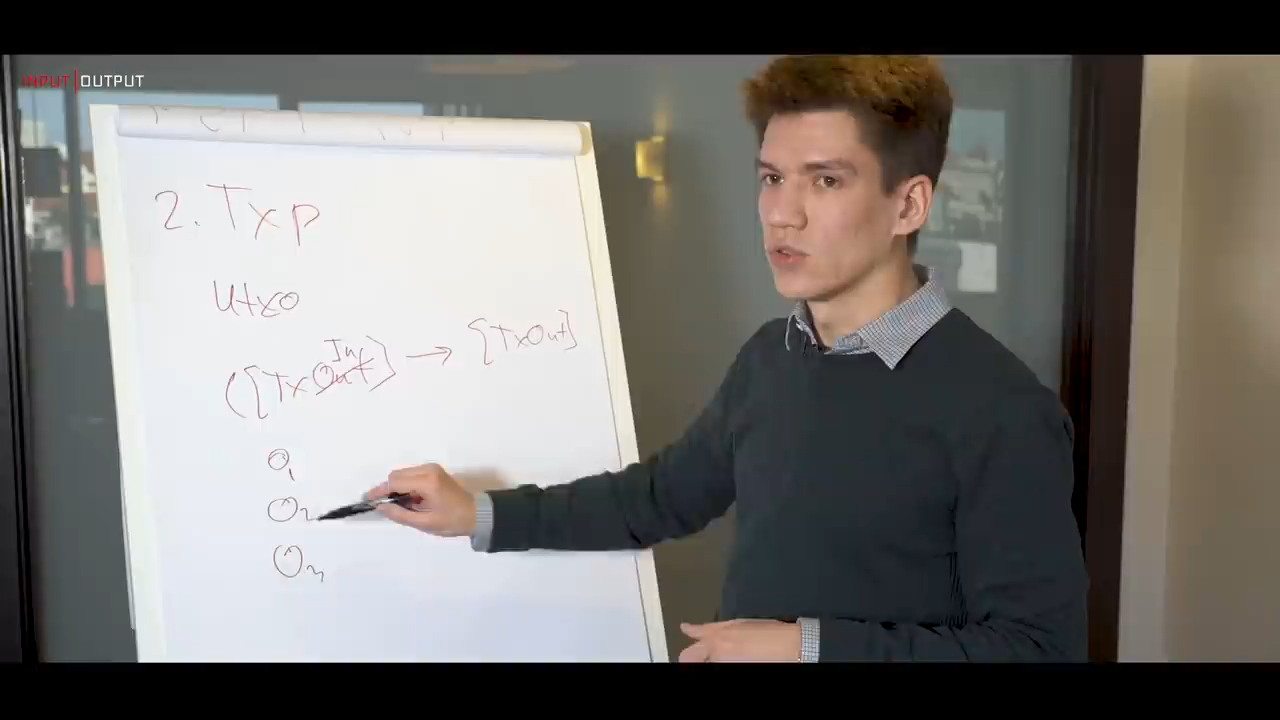 INPUT|OUTPUT
2. Txp
Utxo
In
([TxOut] → [TxOut]
O1
O2
O3